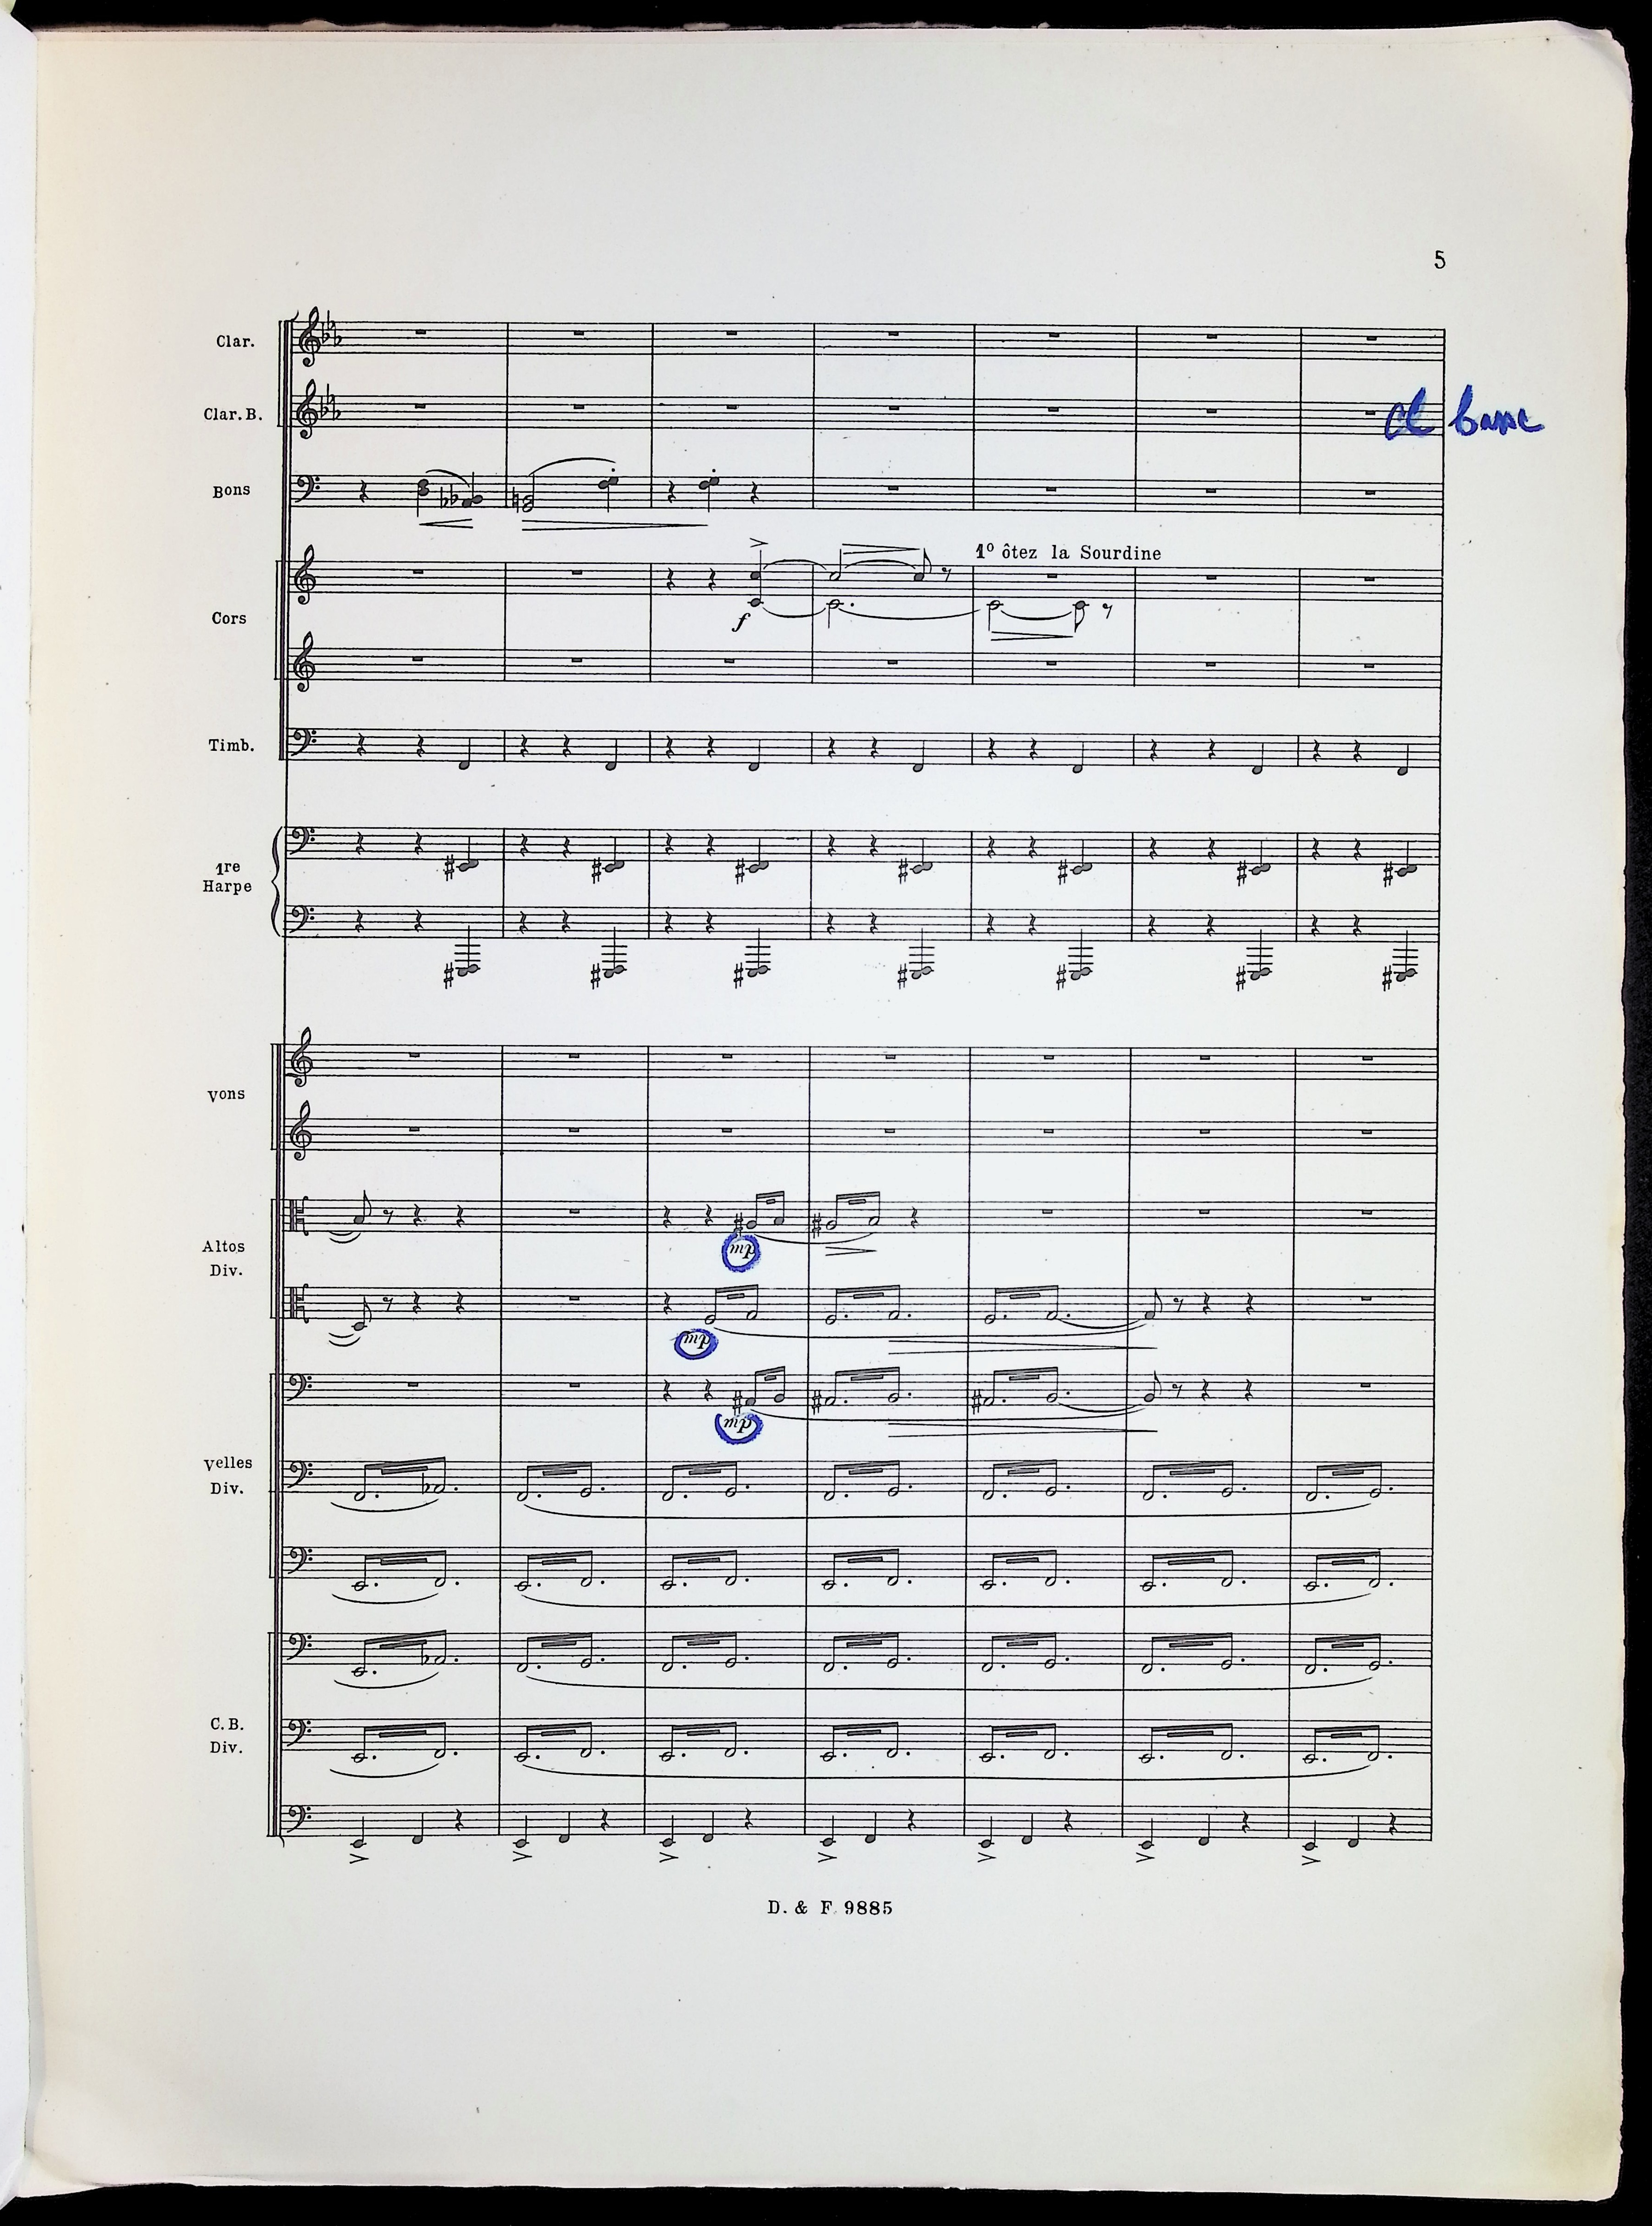 5
Clar.
Clar. B.
cl basse
Bons
1º ôtez la Sourdine
Cors
f
Timb.
1re
Harpe
Vons
Altos
Div.
mp
mp
mp
Velles
Div.
C. B.
Div.
D. & F. 9885